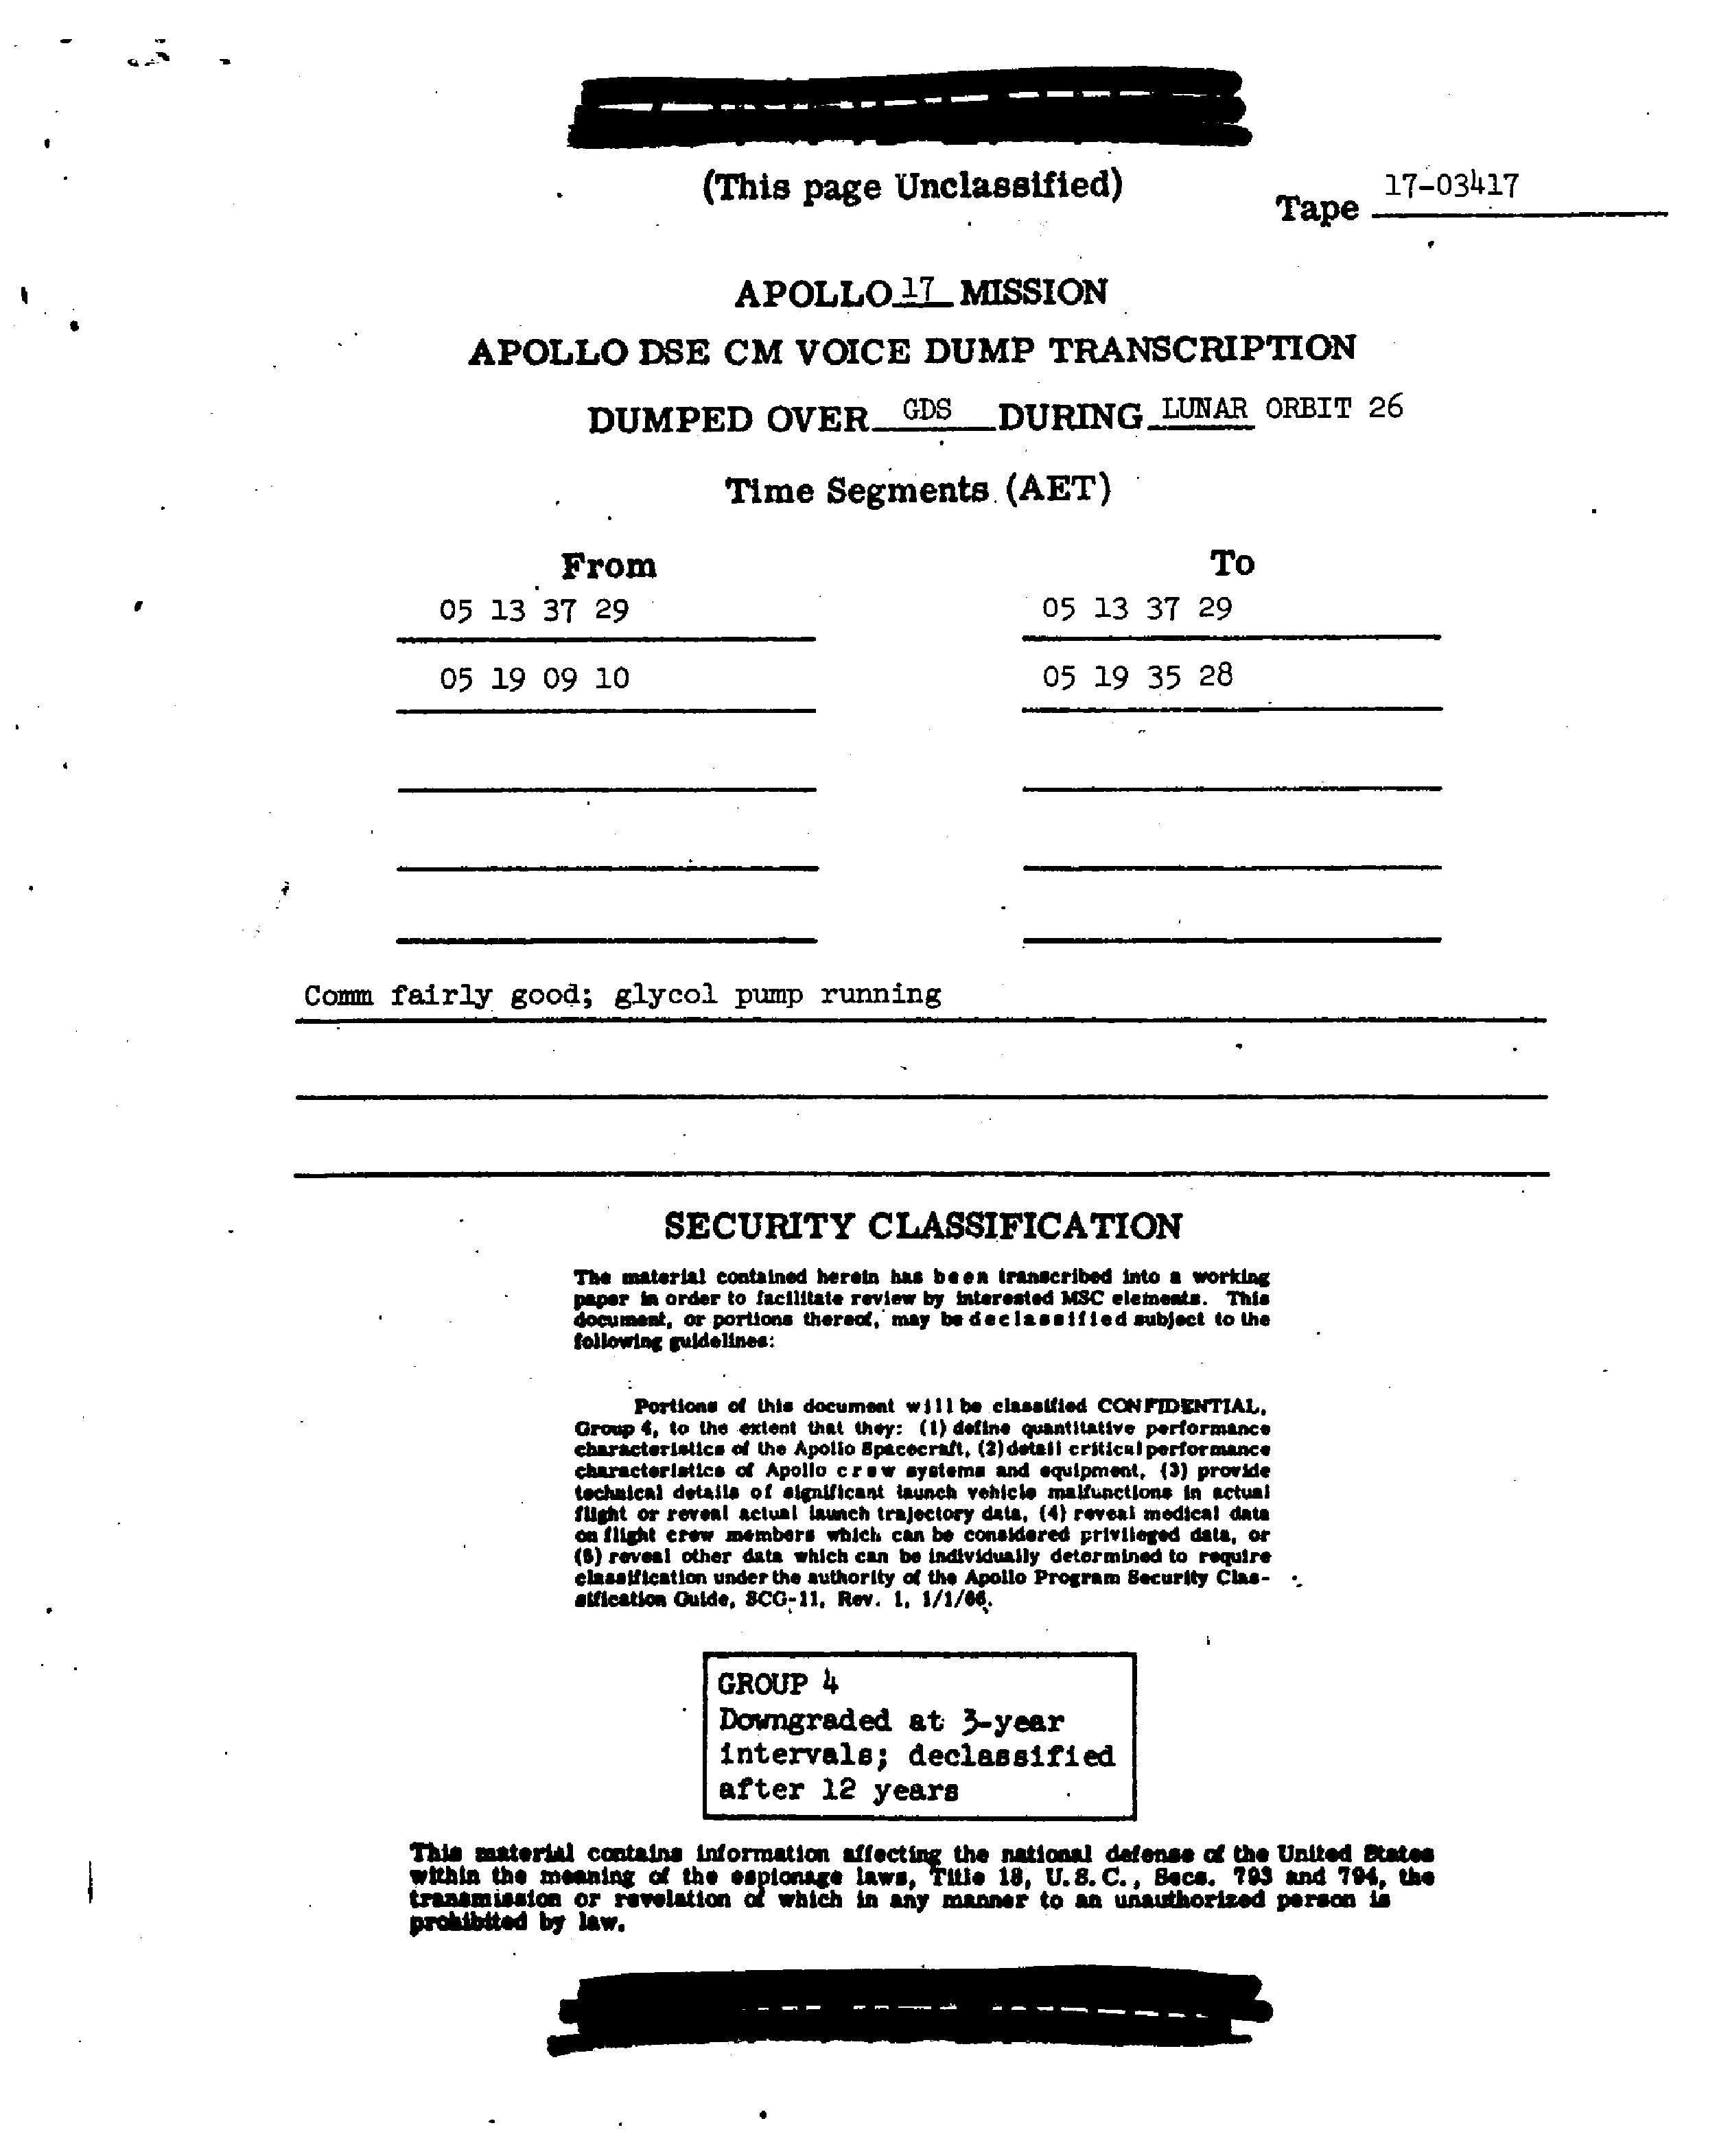 (This page Unclassified)
Tape 17-03417
APOLLO 17 MISSION
APOLLO DSE CM VOICE DUMP TRANSCRIPTION
DUMPED OVER GDS DURING LUNAR ORBIT 26
Time Segments (AET)
From To
05 13 37 29 05 13 37 29
05 19 09 10 05 19 35 28
Comm fairly good; glycol pump running
SECURITY CLASSIFICATION
The material contained herein has been transcribed into a working
paper in order to facilitate review by interested MSC elements. This
document, or portions thereof, may be declassified subject to the
following guidelines:
Portions of this document will be classified CONFIDENTIAL,
Group 4, to the extent that they: (1) define quantitative performance
characteristics of the Apollo Spacecraft, (2) detail critical performance
characteristics of Apollo crew systems and equipment, (3) provide
technical details of significant launch vehicle malfunctions in actual
flight or reveal actual launch trajectory data, (4) reveal medical data
on flight crew members which can be considered privileged data, or
(5) reveal other data which can be individually determined to require
classification under the authority of the Apollo Program Security Clas-
sification Guide, SCG-11, Rev. 1, 1/1/66.
GROUP 4
Downgraded at 3-year
intervals; declassified
after 12 years
This material contains information affecting the national defense of the United States
within the meaning of the espionage laws, Title 18, U.S.C., Secs. 793 and 794, the
transmission or revelation of which in any manner to an unauthorized person is
prohibited by law.